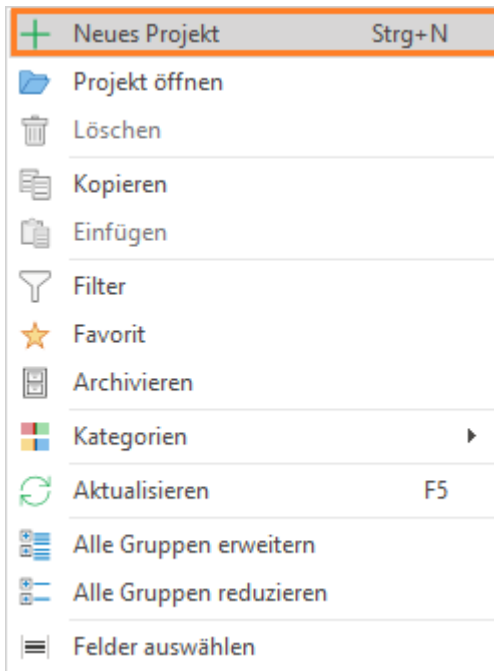 Neues Projekt Strg+N
Projekt öffnen
Löschen
Kopieren
Einfügen
Filter
Favorit
Archivieren
Kategorien
Aktualisieren F5
Alle Gruppen erweitern
Alle Gruppen reduzieren
Felder auswählen